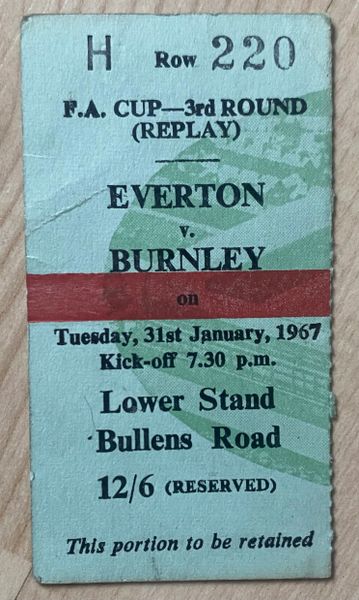 H Row 220
F.A. CUP—3rd ROUND
(REPLAY)
EVERTON
v.
BURNLEY
on
Tuesday, 31st January, 1967
Kick-off 7.30 p.m.
Lower Stand
Bullens Road
12/6 (RESERVED)
This portion to be retained